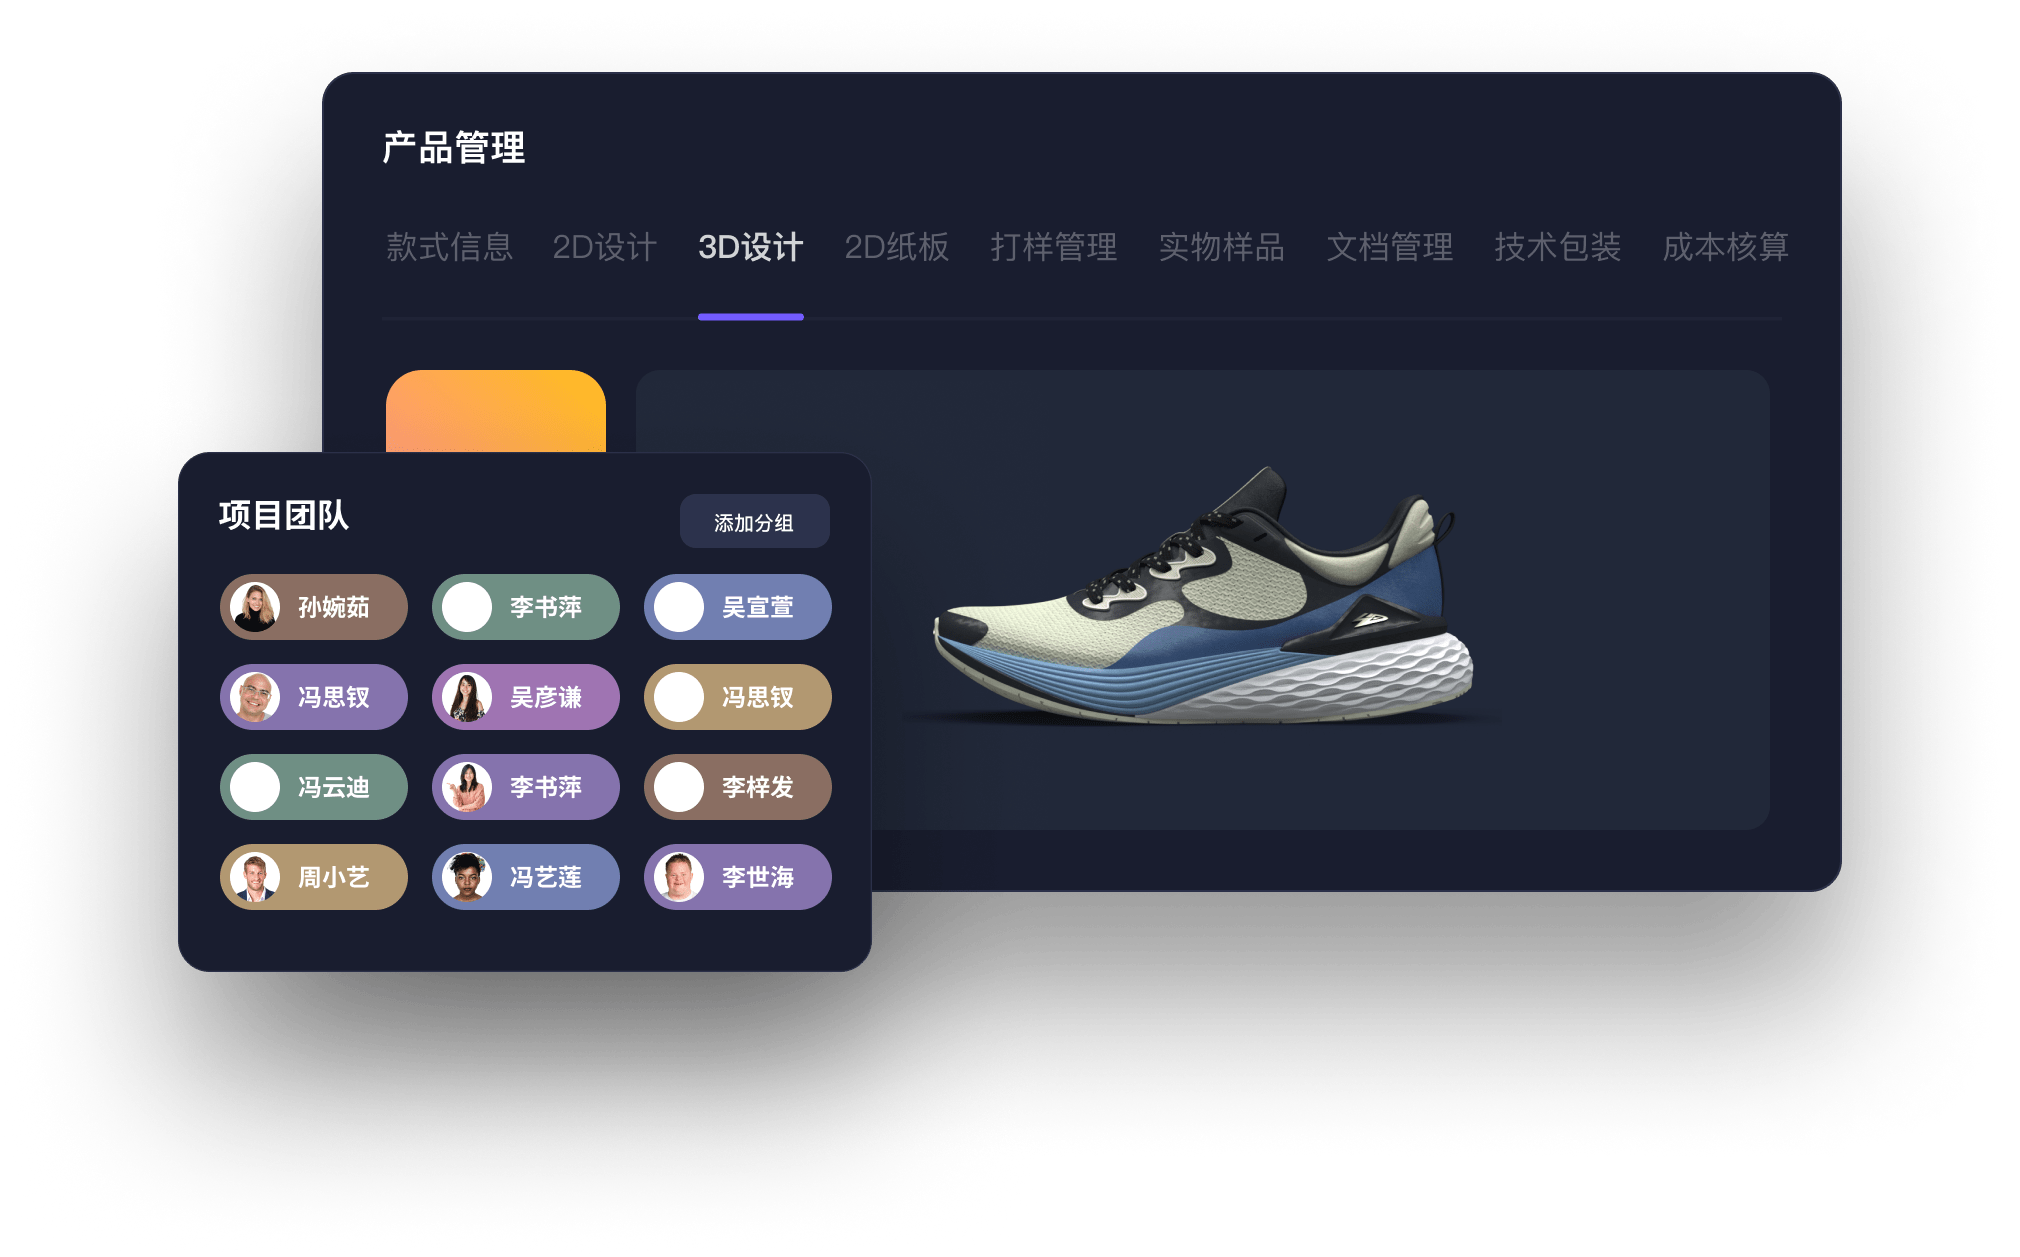 产品管理
款式信息 2D设计 3D设计 2D纸板 打样管理 实物样品 文档管理 技术包装 成本核算
项目团队 添加分组
孙婉茹 李书萍 吴宣萱
冯思钗 吴彦谦 冯思钗
冯云迪 李书萍 李梓发
周小艺 冯艺莲 李世海